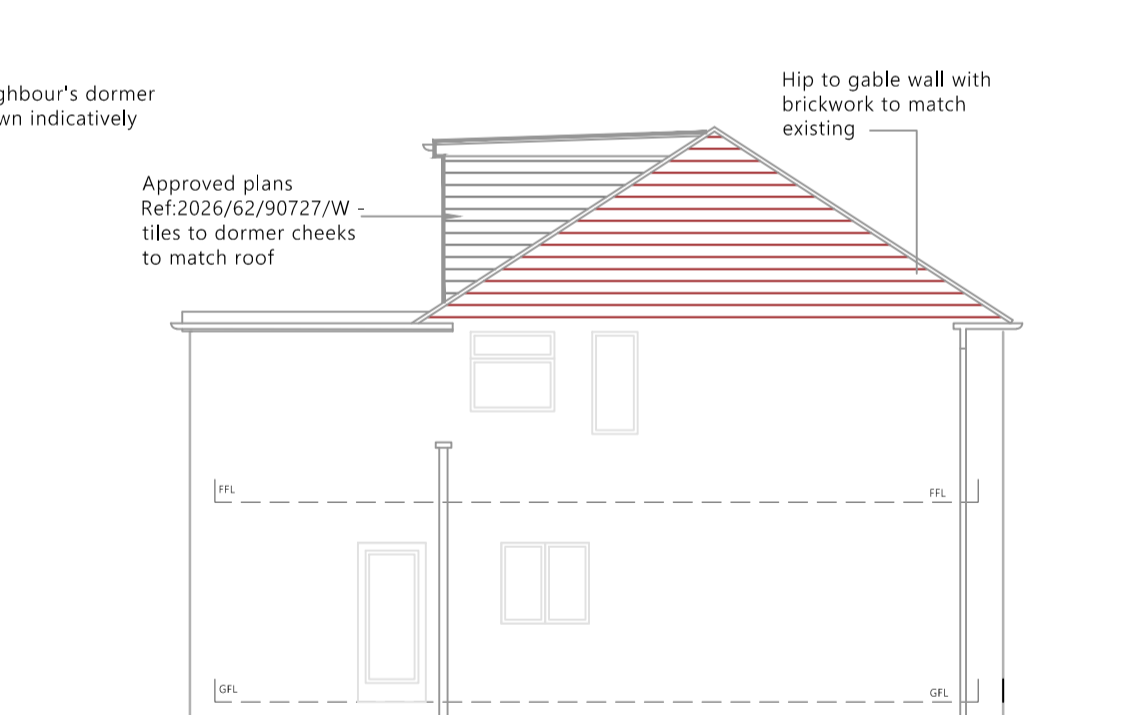 ghbour's dormer
wn indicatively
Hip to gable wall with
brickwork to match
existing
Approved plans
Ref:2026/62/90727/W -
tiles to dormer cheeks
to match roof
FFL
FFL
GFL
GFL